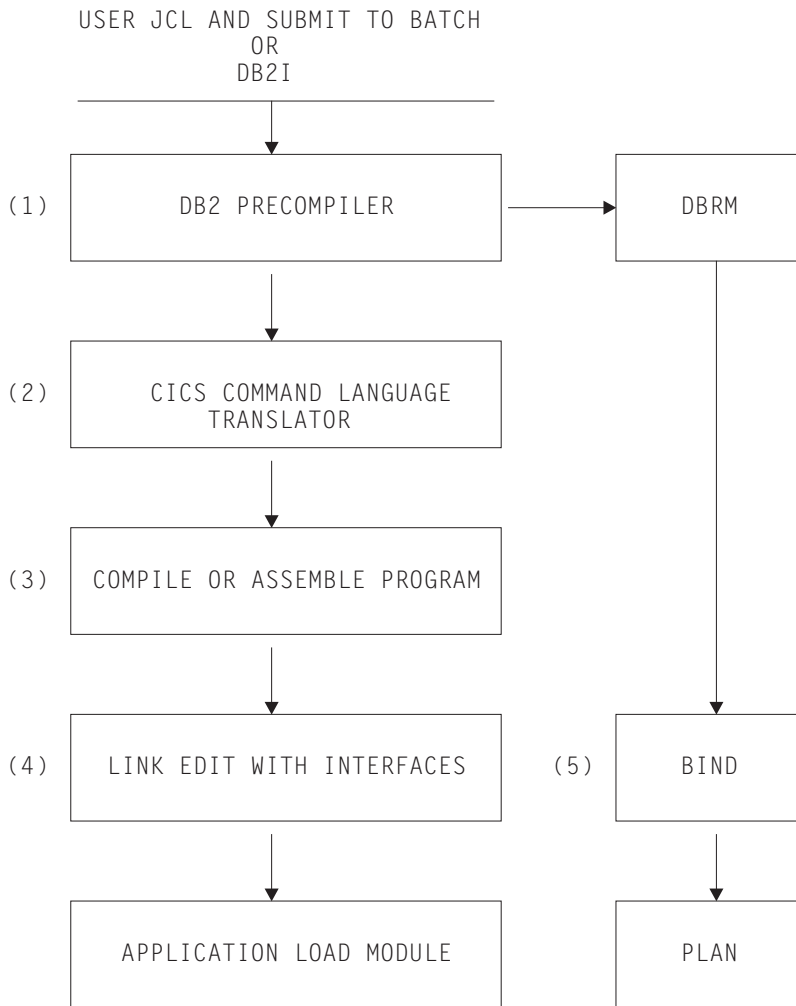 USER JCL AND SUBMIT TO BATCH
OR
DB2I
(1)
DB2 PRECOMPILER
DBRM
(2)
CICS COMMAND LANGUAGE
TRANSLATOR
(3)
COMPILE OR ASSEMBLE PROGRAM
(4)
LINK EDIT WITH INTERFACES
(5)
BIND
APPLICATION LOAD MODULE
PLAN